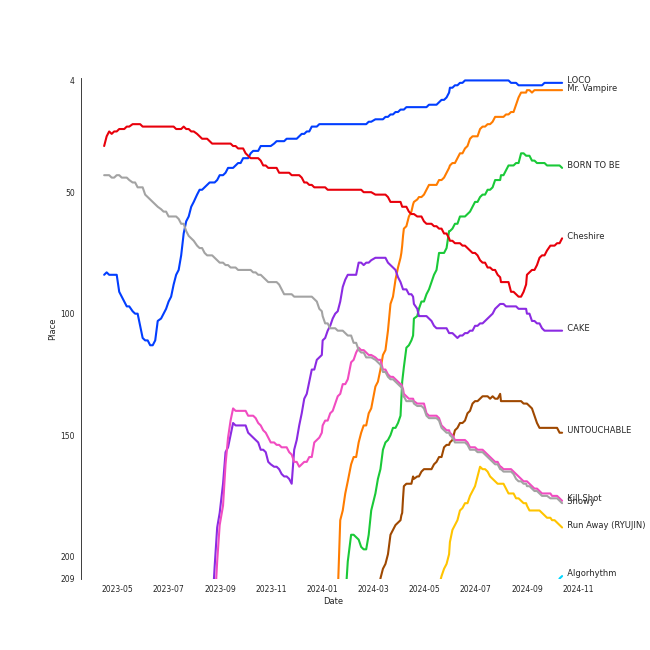 4
50
100
150
200
209
Place
2023-05
2023-07
2023-09
2023-11
2024-01
2024-03
2024-05
2024-07
2024-09
2024-11
Date
LOCO
Mr. Vampire
BORN TO BE
Cheshire
CAKE
UNTOUCHABLE
Kill Shot
Snowy
Run Away (RYUJIN)
Algorhythm